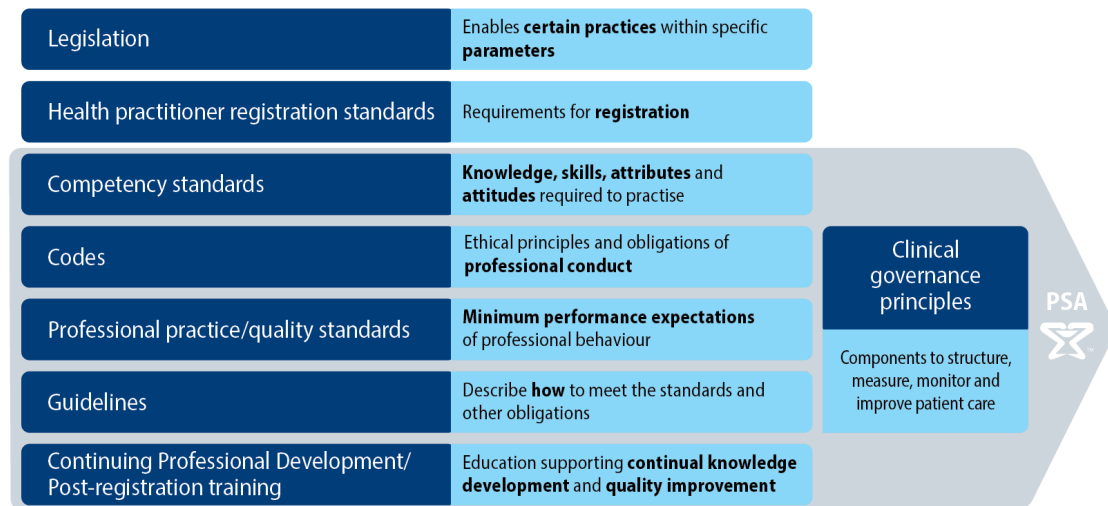 Legislation
Enables certain practices within specific
parameters
Health practitioner registration standards
Requirements for registration
Competency standards
Knowledge, skills, attributes and
attitudes required to practise
Codes
Ethical principles and obligations of
professional conduct
Professional practice/quality standards
Minimum performance expectations
of professional behaviour
Guidelines
Describe how to meet the standards and
other obligations
Continuing Professional Development/
Post-registration training
Education supporting continual knowledge
development and quality improvement
Clinical
governance
principles
Components to structure,
measure, monitor and
improve patient care
PSA